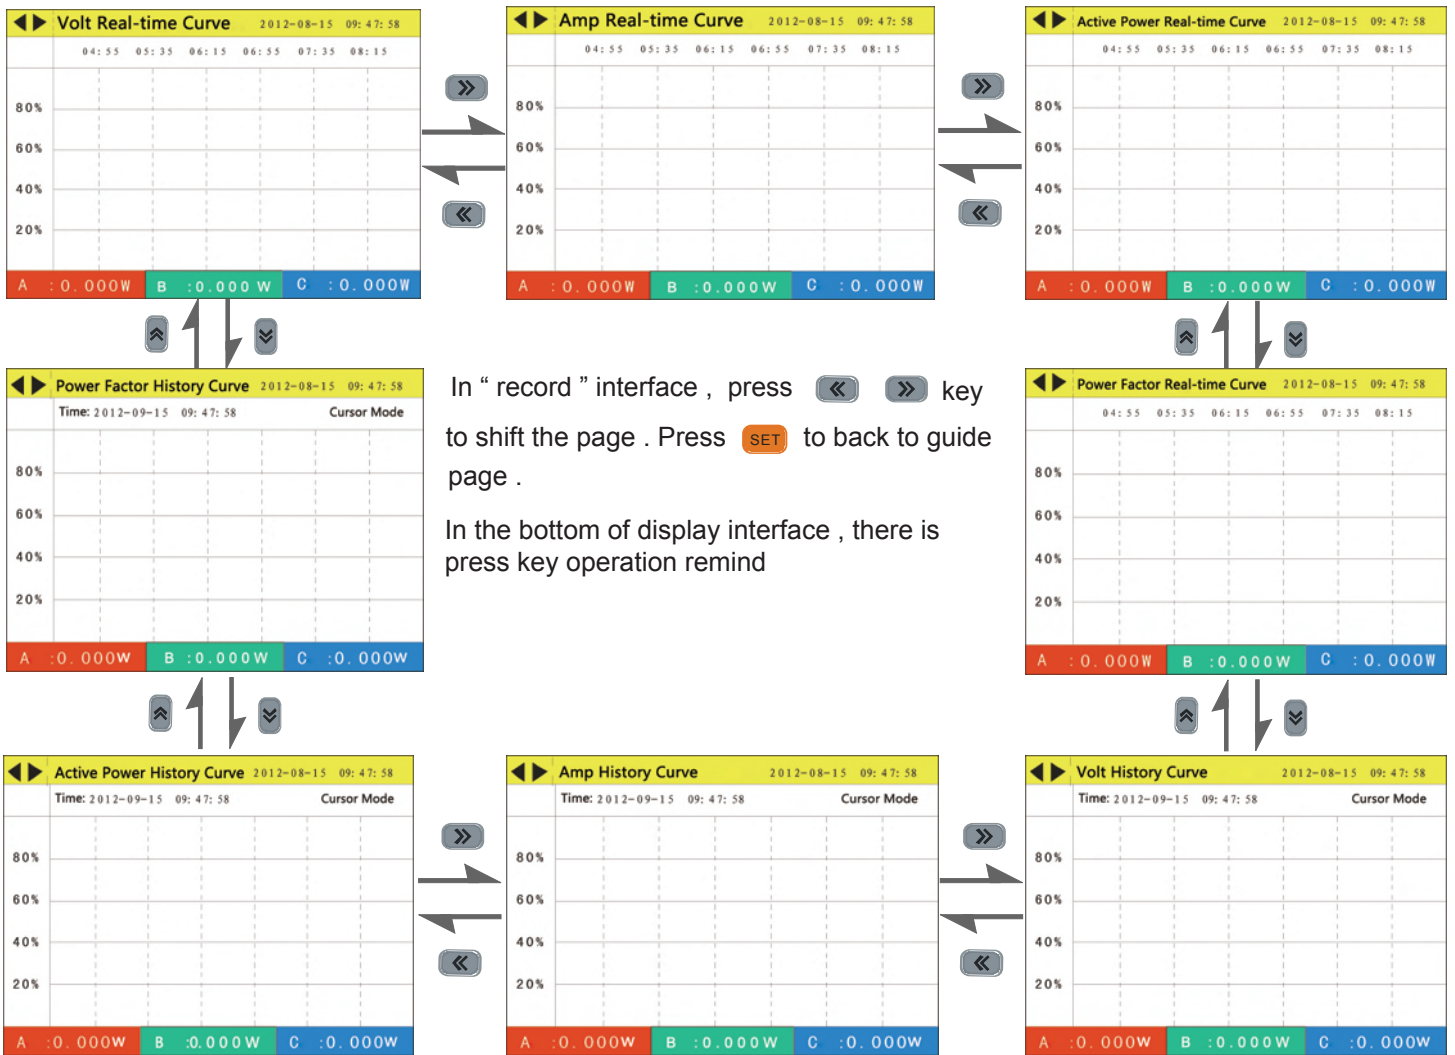 Volt Real-time Curve 2012-08-15 09:47:58
04:55 05:35 06:15 06:55 07:35 08:15
80%
60%
40%
20%
A :0.000W B :0.000 W C :0.000W
Amp Real-time Curve 2012-08-15 09:47:58
04:55 05:35 06:15 06:55 07:35 08:15
80%
60%
40%
20%
A :0.000W B :0.000W C :0.000W
Active Power Real-time Curve 2012-08-15 09:47:58
04:55 05:35 06:15 06:55 07:35 08:15
80%
60%
40%
20%
A :0.000W B :0.000W C :0.000W
Power Factor History Curve 2012-08-15 09:47:58
Time: 2012-09-15 09:47:58 Cursor Mode
80%
60%
40%
20%
A :0.000W B :0.000W C :0.000W
In “ record ” interface , press key
to shift the page . Press SET to back to guide
page .
In the bottom of display interface , there is
press key operation remind
Power Factor Real-time Curve 2012-08-15 09:47:58
04:55 05:35 06:15 06:55 07:35 08:15
80%
60%
40%
20%
A :0.000W B :0.000W C :0.000W
Active Power History Curve 2012-08-15 09:47:58
Time: 2012-09-15 09:47:58 Cursor Mode
80%
60%
40%
20%
A :0.000W B :0.000W C :0.000W
Amp History Curve 2012-08-15 09:47:58
Time: 2012-09-15 09:47:58 Cursor Mode
80%
60%
40%
20%
A :0.000W B :0.000W C :0.000W
Volt History Curve 2012-08-15 09:47:58
Time: 2012-09-15 09:47:58 Cursor Mode
80%
60%
40%
20%
A :0.000W B :0.000W C :0.000W